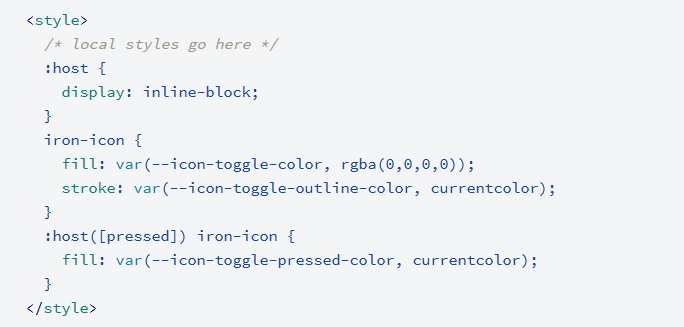 <style>
  /* local styles go here */
  :host {
    display: inline-block;
  }
  iron-icon {
    fill: var(--icon-toggle-color, rgba(0,0,0,0));
    stroke: var(--icon-toggle-outline-color, currentcolor);
  }
  :host([pressed]) iron-icon {
    fill: var(--icon-toggle-pressed-color, currentcolor);
  }
</style>